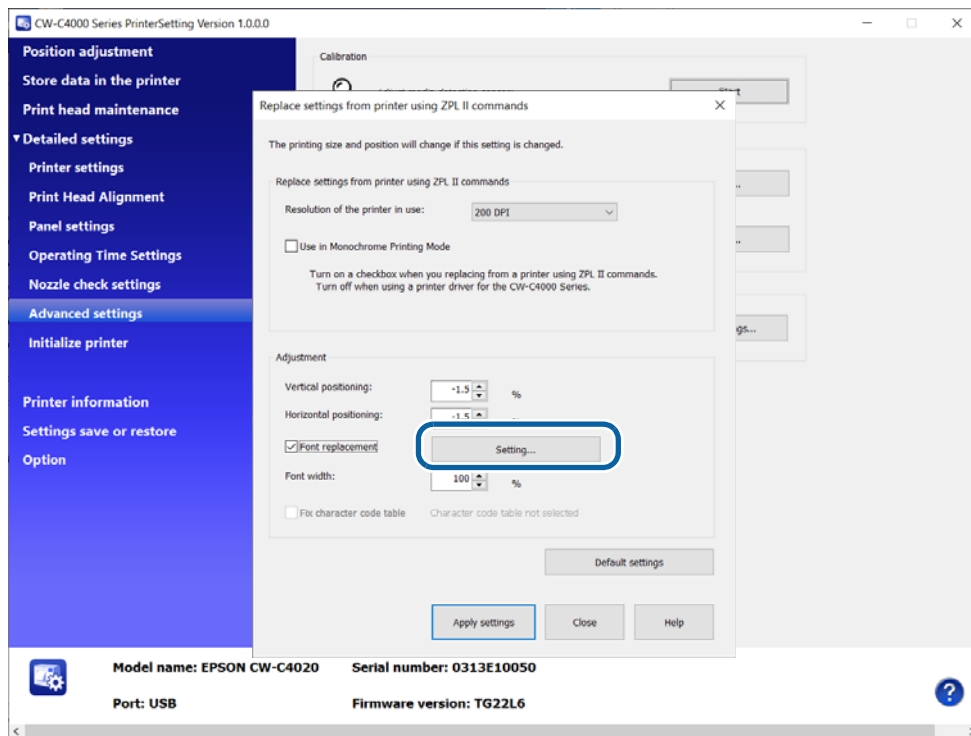 CW-C4000 Series PrinterSetting Version 1.0.0.0
Position adjustment
Store data in the printer
Print head maintenance
Detailed settings
Printer settings
Print Head Alignment
Panel settings
Operating Time Settings
Nozzle check settings
Advanced settings
Initialize printer
Printer information
Settings save or restore
Option
Calibration
Start
Replace settings from printer using ZPL II commands
The printing size and position will change if this setting is changed.
Replace settings from printer using ZPL II commands
Resolution of the printer in use: 200 DPI
Use in Monochrome Printing Mode
Turn on a checkbox when you replacing from a printer using ZPL II commands.
Turn off when using a printer driver for the CW-C4000 Series.
gs...
Adjustment
Vertical positioning: -1.5 %
Horizontal positioning: -1.5
Font replacement Setting...
Font width: 100 %
Fix character code table Character code table not selected
Default settings
Apply settings Close Help
Model name: EPSON CW-C4020 Serial number: 0313E10050
Port: USB Firmware version: TG22L6